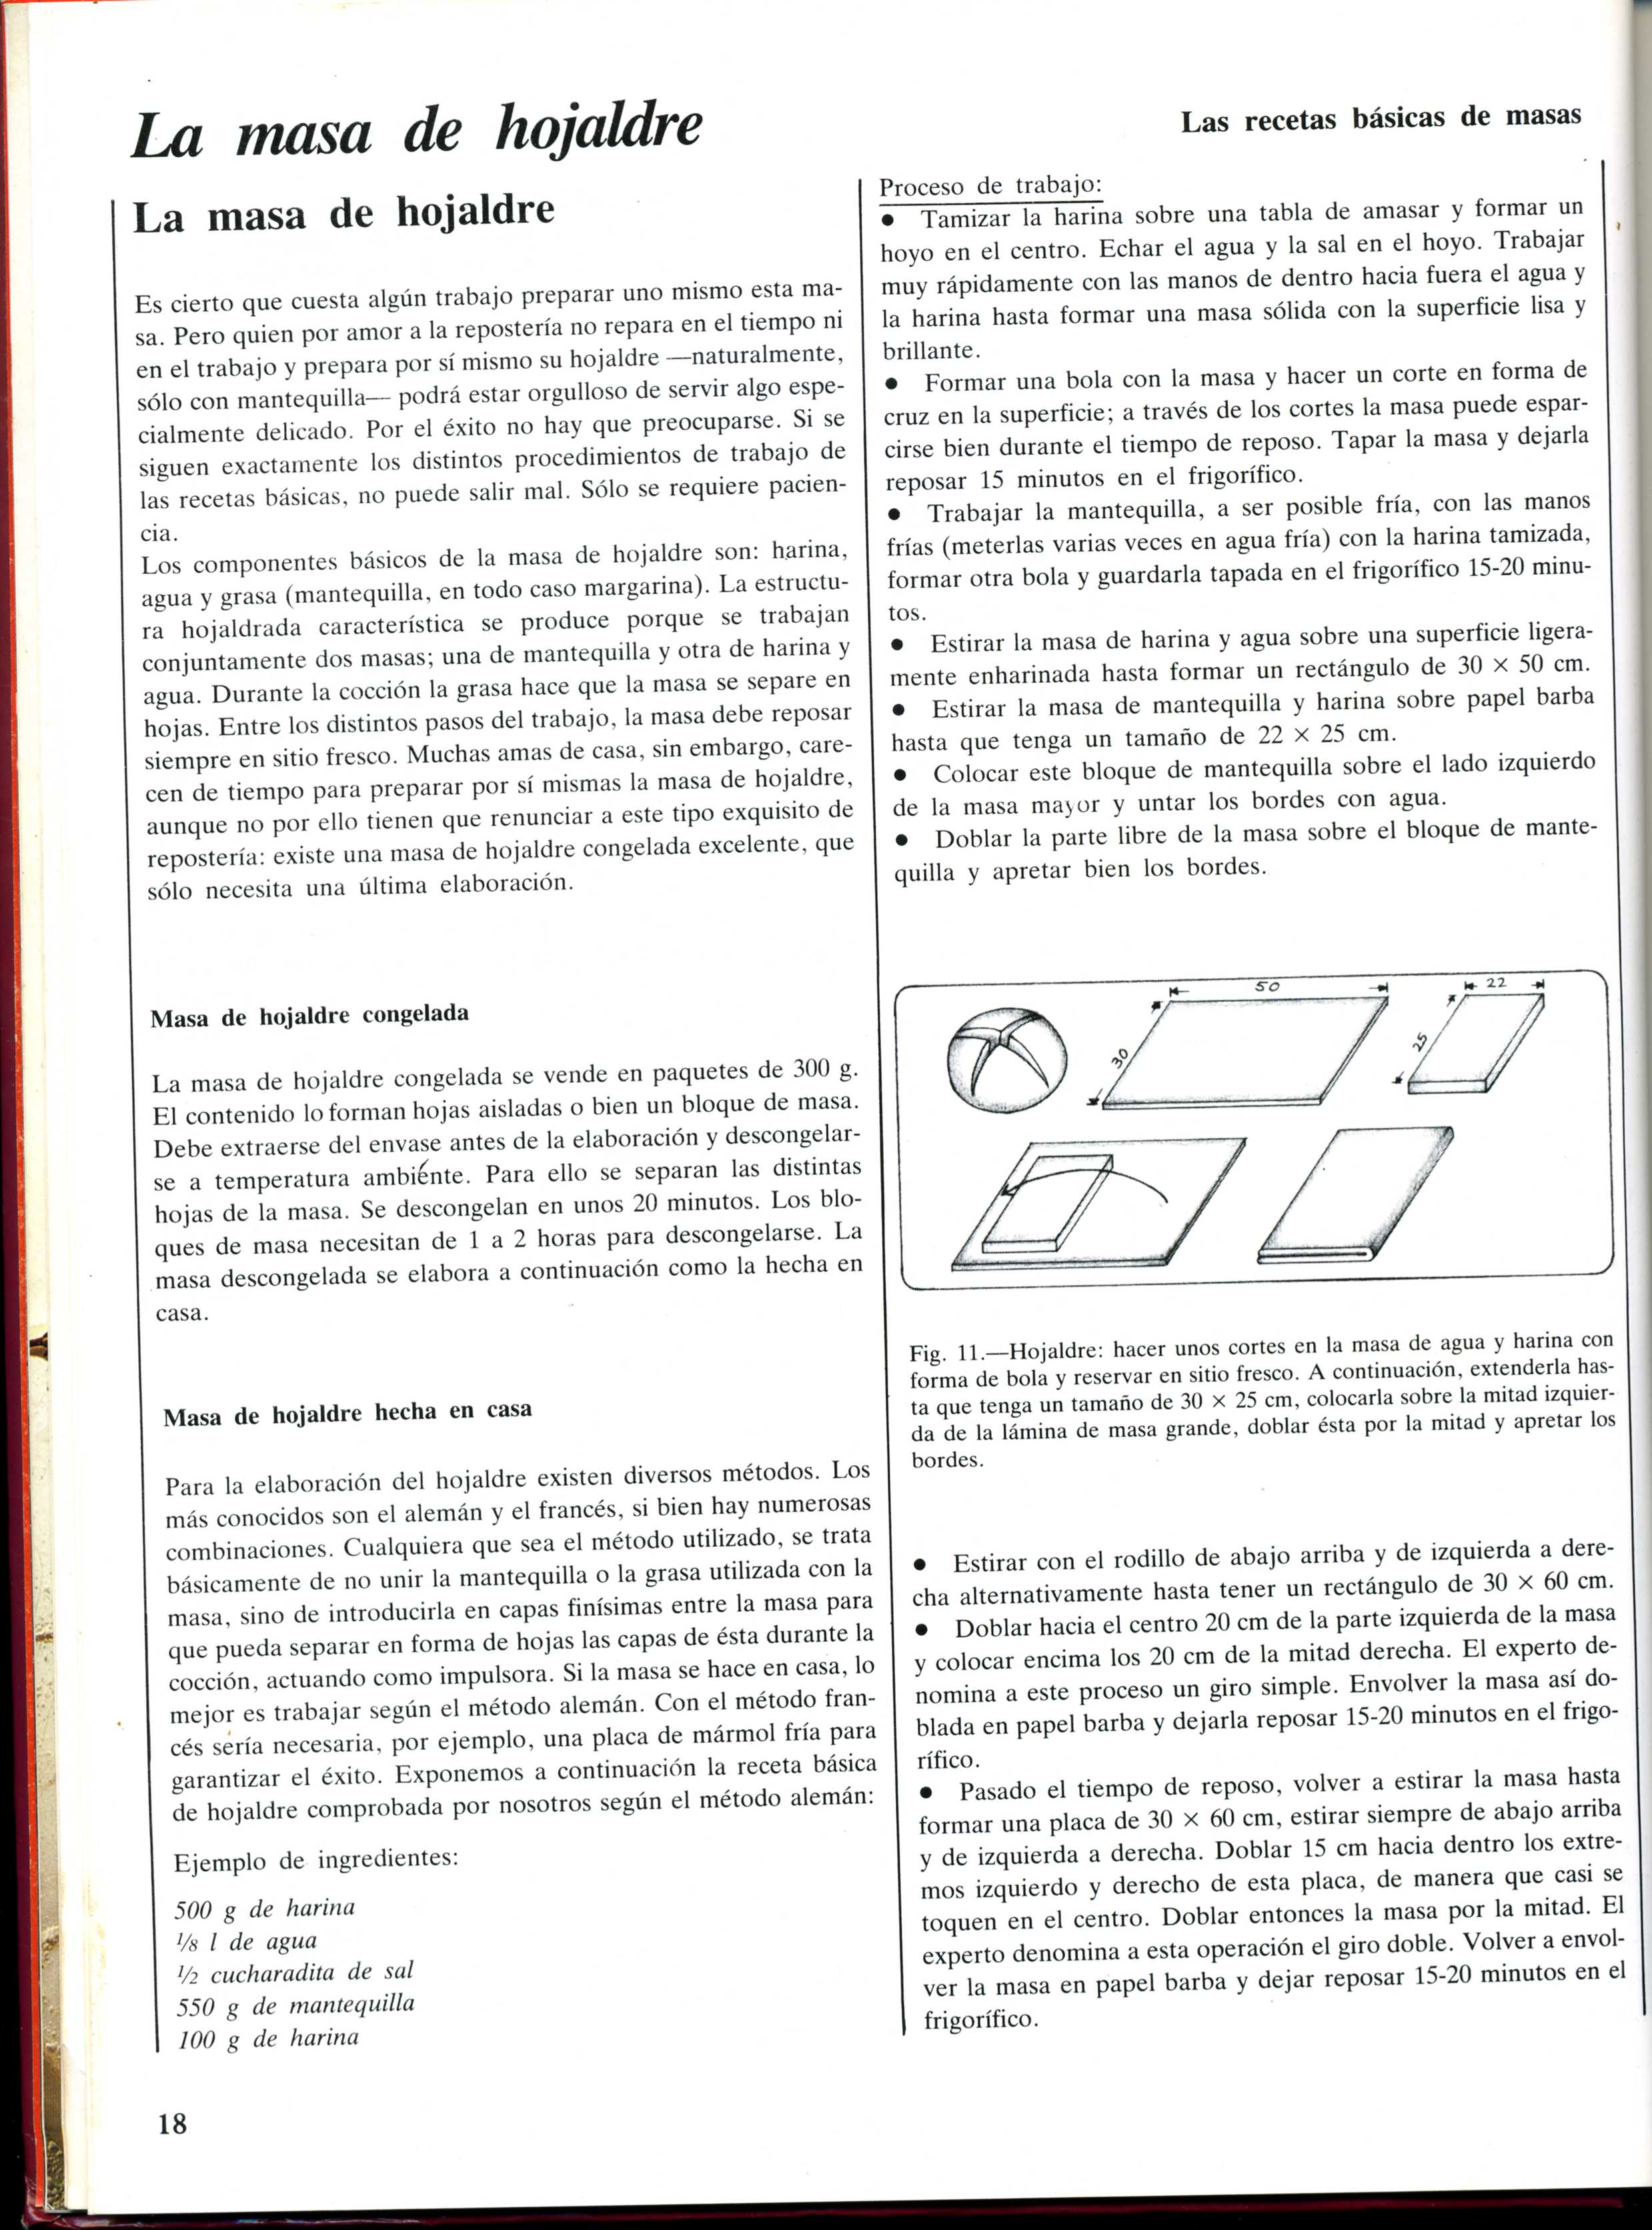 La masa de hojaldre
Las recetas básicas de masas
La masa de hojaldre
Es cierto que cuesta algún trabajo preparar uno mismo esta ma-
sa. Pero quien por amor a la repostería no repara en el tiempo ni
en el trabajo y prepara por sí mismo su hojaldre —naturalmente,
sólo con mantequilla— podrá estar orgulloso de servir algo espe-
cialmente delicado. Por el éxito no hay que preocuparse. Si se
siguen exactamente los distintos procedimientos de trabajo de
las recetas básicas, no puede salir mal. Sólo se requiere pacien-
cia.
Los componentes básicos de la masa de hojaldre son: harina,
agua y grasa (mantequilla, en todo caso margarina). La estructu-
ra hojaldrada característica se produce porque se trabajan
conjuntamente dos masas; una de mantequilla y otra de harina y
agua. Durante la cocción la grasa hace que la masa se separe en
hojas. Entre los distintos pasos del trabajo, la masa debe reposar
siempre en sitio fresco. Muchas amas de casa, sin embargo, care-
cen de tiempo para preparar por sí mismas la masa de hojaldre,
aunque no por ello tienen que renunciar a este tipo exquisito de
repostería: existe una masa de hojaldre congelada excelente, que
sólo necesita una última elaboración.
Masa de hojaldre congelada
La masa de hojaldre congelada se vende en paquetes de 300 g.
El contenido lo forman hojas aisladas o bien un bloque de masa.
Debe extraerse del envase antes de la elaboración y descongelar-
se a temperatura ambiénte. Para ello se separan las distintas
hojas de la masa. Se descongelan en unos 20 minutos. Los blo-
ques de masa necesitan de 1 a 2 horas para descongelarse. La
masa descongelada se elabora a continuación como la hecha en
casa.
Masa de hojaldre hecha en casa
Para la elaboración del hojaldre existen diversos métodos. Los
más conocidos son el alemán y el francés, si bien hay numerosas
combinaciones. Cualquiera que sea el método utilizado, se trata
básicamente de no unir la mantequilla o la grasa utilizada con la
masa, sino de introducirla en capas finísimas entre la masa para
que pueda separar en forma de hojas las capas de ésta durante la
cocción, actuando como impulsora. Si la masa se hace en casa, lo
mejor es trabajar según el método alemán. Con el método fran-
cés sería necesaria, por ejemplo, una placa de mármol fría para
garantizar el éxito. Exponemos a continuación la receta básica
de hojaldre comprobada por nosotros según el método alemán:
Ejemplo de ingredientes:
500 g de harina
1/8 l de agua
1/2 cucharadita de sal
550 g de mantequilla
100 g de harina
18
Proceso de trabajo:
● Tamizar la harina sobre una tabla de amasar y formar un
hoyo en el centro. Echar el agua y la sal en el hoyo. Trabajar
muy rápidamente con las manos de dentro hacia fuera el agua y
la harina hasta formar una masa sólida con la superficie lisa y
brillante.
● Formar una bola con la masa y hacer un corte en forma de
cruz en la superficie; a través de los cortes la masa puede espar-
cirse bien durante el tiempo de reposo. Tapar la masa y dejarla
reposar 15 minutos en el frigorífico.
● Trabajar la mantequilla, a ser posible fría, con las manos
frías (meterlas varias veces en agua fría) con la harina tamizada,
formar otra bola y guardarla tapada en el frigorífico 15-20 minu-
tos.
● Estirar la masa de harina y agua sobre una superficie ligera-
mente enharinada hasta formar un rectángulo de 30 × 50 cm.
● Estirar la masa de mantequilla y harina sobre papel barba
hasta que tenga un tamaño de 22 × 25 cm.
● Colocar este bloque de mantequilla sobre el lado izquierdo
de la masa mayor y untar los bordes con agua.
● Doblar la parte libre de la masa sobre el bloque de mante-
quilla y apretar bien los bordes.
50
22
30
25
Fig. 11.—Hojaldre: hacer unos cortes en la masa de agua y harina con
forma de bola y reservar en sitio fresco. A continuación, extenderla has-
ta que tenga un tamaño de 30 × 25 cm, colocarla sobre la mitad izquier-
da de la lámina de masa grande, doblar ésta por la mitad y apretar los
bordes.
● Estirar con el rodillo de abajo arriba y de izquierda a dere-
cha alternativamente hasta tener un rectángulo de 30 × 60 cm.
● Doblar hacia el centro 20 cm de la parte izquierda de la masa
y colocar encima los 20 cm de la mitad derecha. El experto de-
nomina a este proceso un giro simple. Envolver la masa así do-
blada en papel barba y dejarla reposar 15-20 minutos en el frigo-
rífico.
● Pasado el tiempo de reposo, volver a estirar la masa hasta
formar una placa de 30 × 60 cm, estirar siempre de abajo arriba
y de izquierda a derecha. Doblar 15 cm hacia dentro los extre-
mos izquierdo y derecho de esta placa, de manera que casi se
toquen en el centro. Doblar entonces la masa por la mitad. El
experto denomina a esta operación el giro doble. Volver a envol-
ver la masa en papel barba y dejar reposar 15-20 minutos en el
frigorífico.